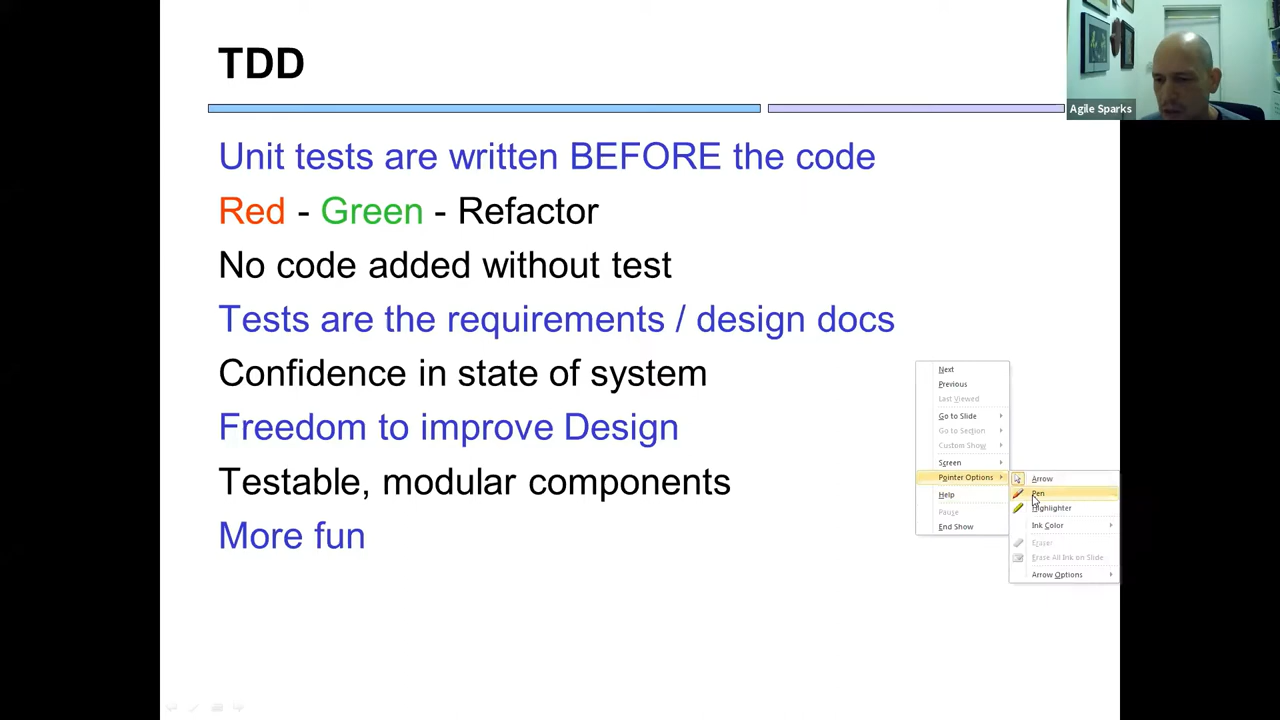 TDD
Agile Sparks
Unit tests are written BEFORE the code
Red - Green - Refactor
No code added without test
Tests are the requirements / design docs
Confidence in state of system
Freedom to improve Design
Testable, modular components
More fun
Next
Previous
Last Viewed
Go to Slide
Go to Section
Custom Show
Screen
Pointer Options
Help
Pause
End Show
Arrow
Pen
Highlighter
Ink Color
Eraser
Erase All Ink on Slide
Arrow Options